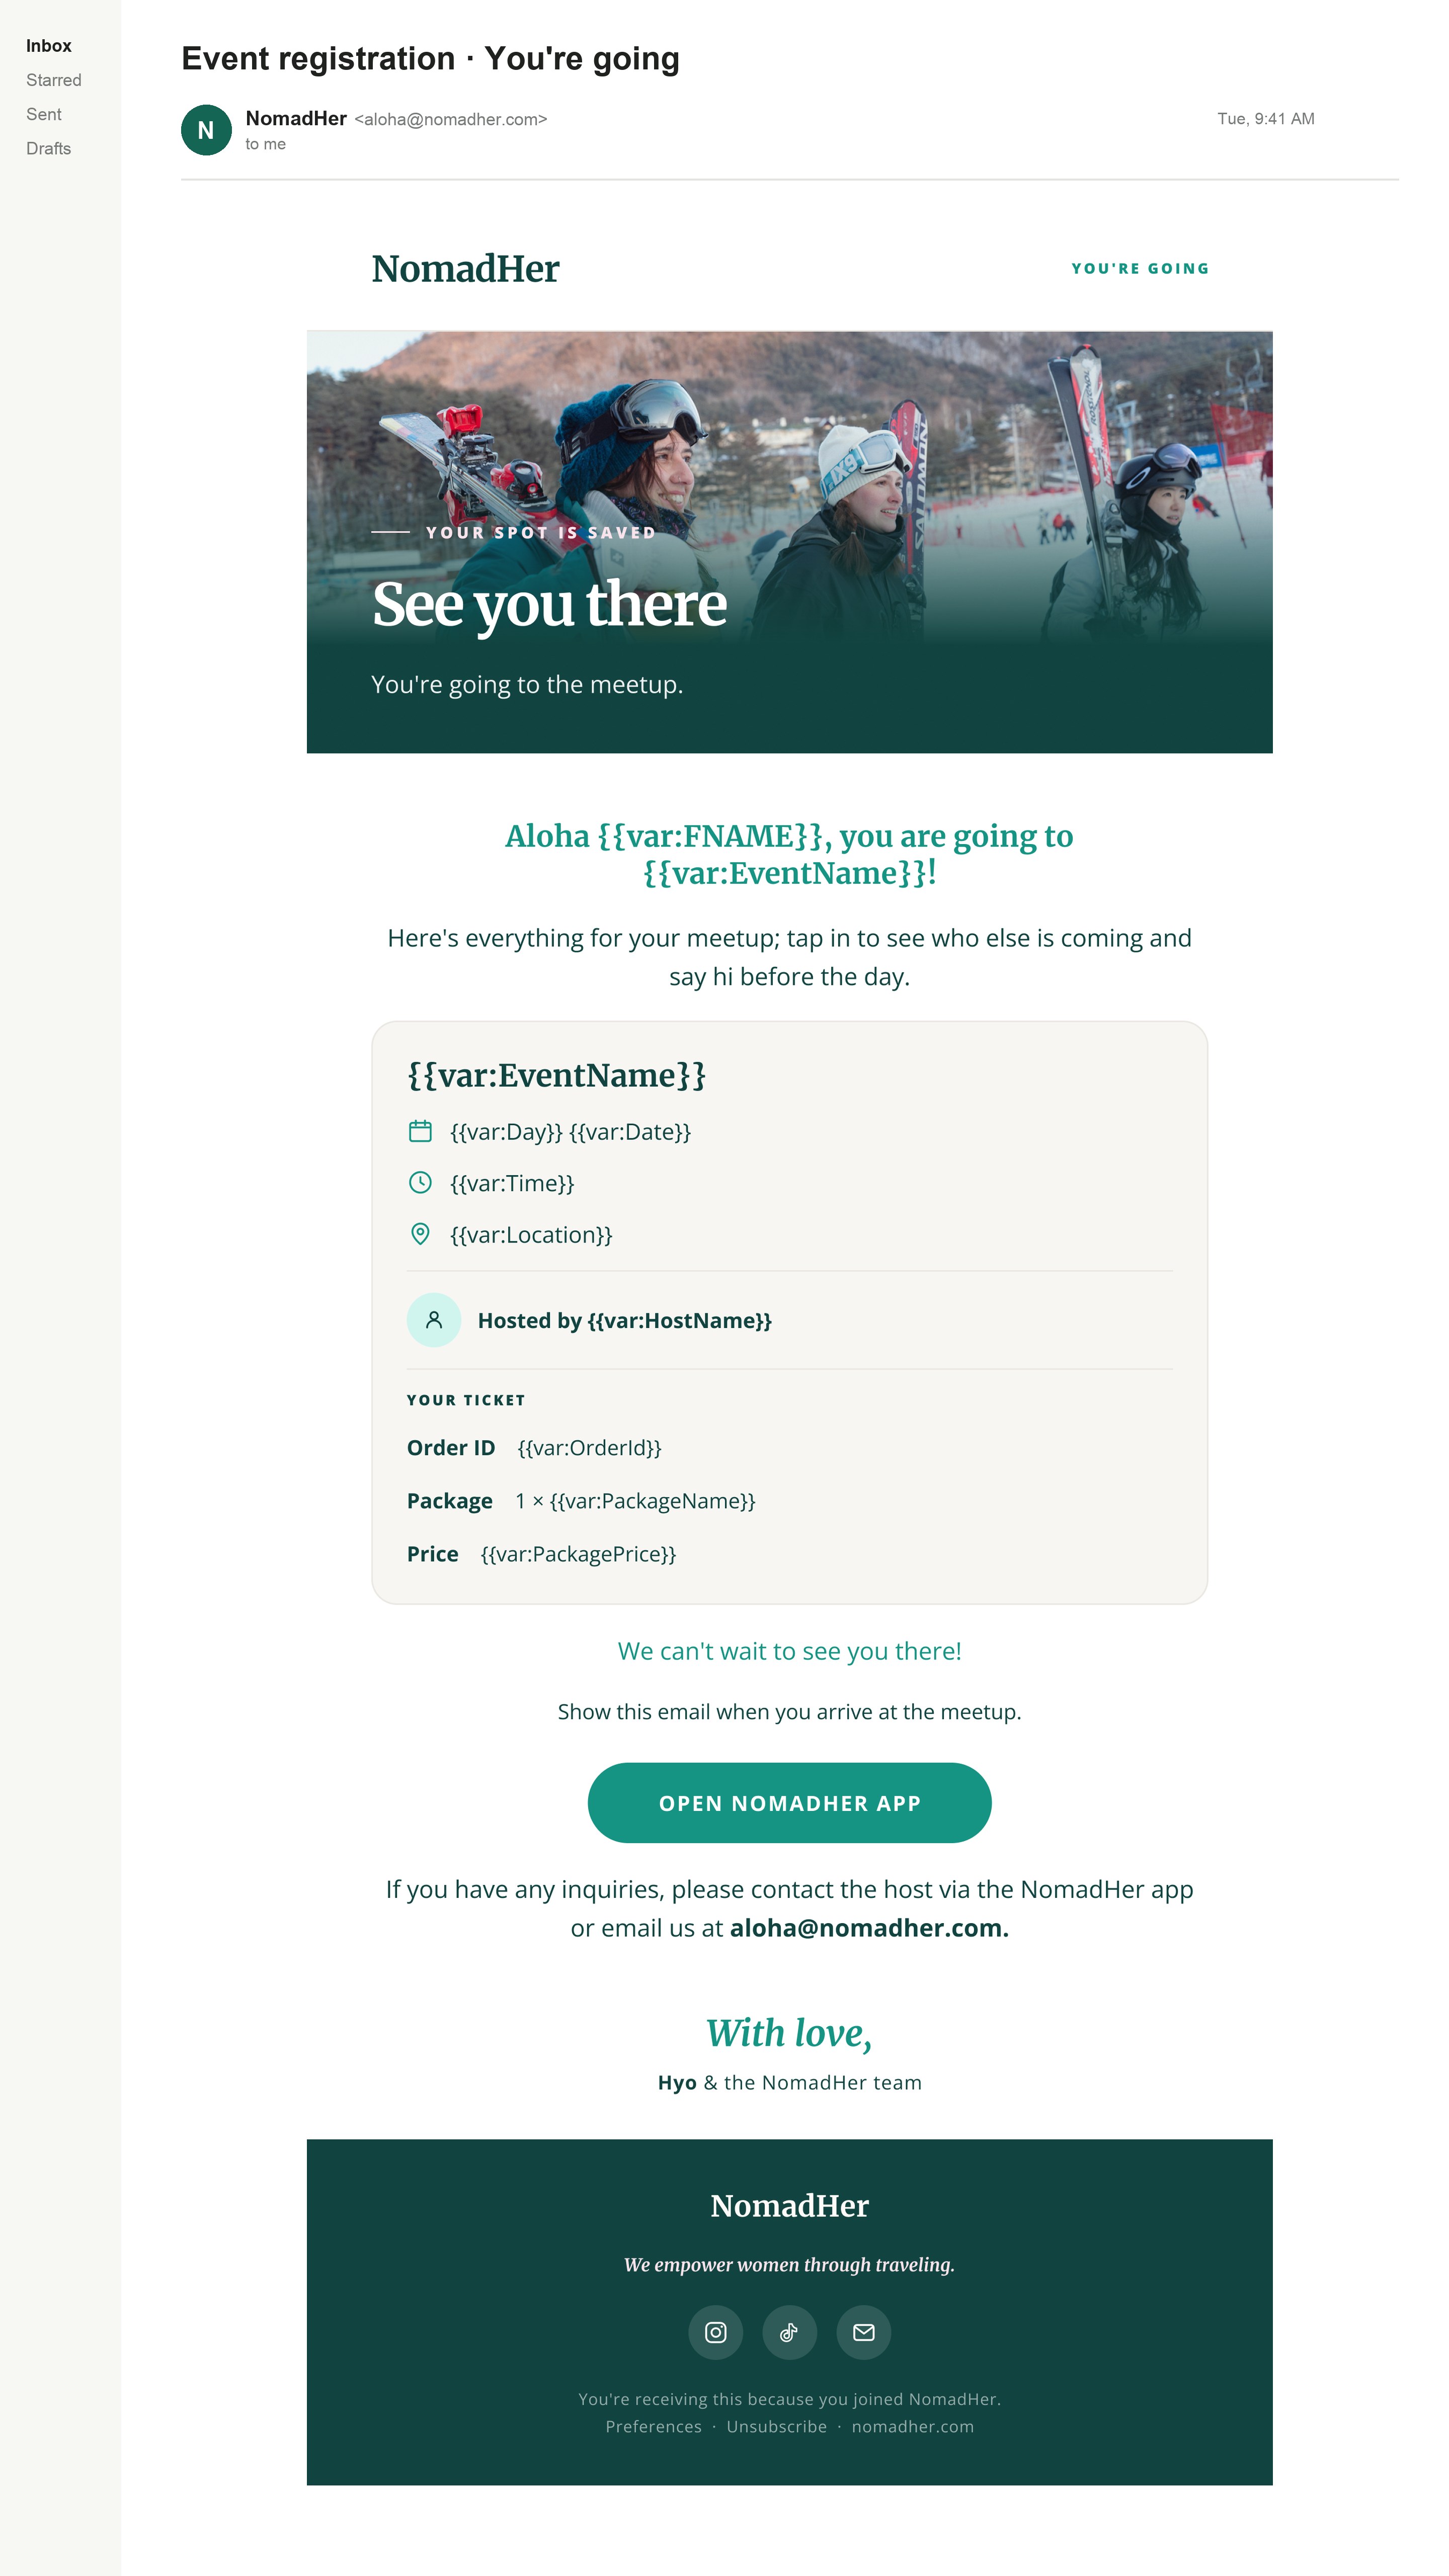 Inbox
Starred
Sent
Drafts
Event registration · You're going
N
NomadHer <aloha@nomadher.com>
Tue, 9:41 AM
to me
NomadHer
YOU'RE GOING
FIX9
SALOMON
YOUR SPOT IS SAVED
See you there
You're going to the meetup.
Aloha {{var:FNAME}}, you are going to
{{var:EventName}}!
Here's everything for your meetup; tap in to see who else is coming and
say hi before the day.
{{var:EventName}}
{{var:Day}} {{var:Date}}
{{var:Time}}
{{var:Location}}
Hosted by {{var:HostName}}
YOUR TICKET
Order ID {{var:OrderId}}
Package 1 × {{var:PackageName}}
Price {{var:PackagePrice}}
We can't wait to see you there!
Show this email when you arrive at the meetup.
OPEN NOMADHER APP
If you have any inquiries, please contact the host via the NomadHer app
or email us at aloha@nomadher.com.
With love,
Hyo & the NomadHer team
NomadHer
We empower women through traveling.
You're receiving this because you joined NomadHer.
Preferences · Unsubscribe · nomadher.com